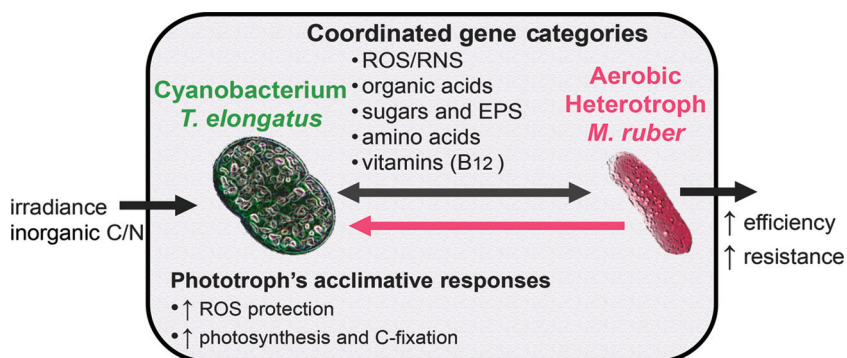 Coordinated gene categories
• ROS/RNS
• organic acids
• sugars and EPS
• amino acids
• vitamins (B12)
Cyanobacterium
T. elongatus
Aerobic
Heterotroph
M. ruber
irradiance
inorganic C/N
↑ efficiency
↑ resistance
Phototroph's acclimative responses
• ↑ ROS protection
• ↑ photosynthesis and C-fixation